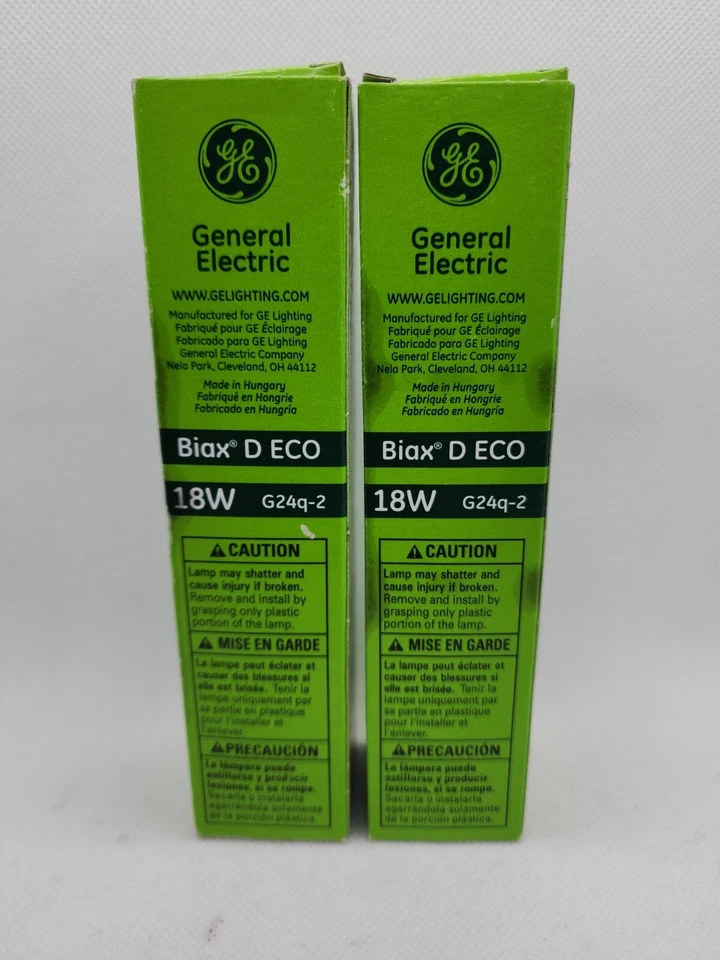 GE
General
Electric
WWW.GELIGHTING.COM
Manufactured for GE Lighting
Fabriqué pour GE Éclairage
Fabricado para GE Lighting
General Electric Company
Nela Park, Cleveland, OH 44112
Made in Hungary
Fabriqué en Hongrie
Fabricado en Hungría
Biax® D ECO
18W G24q-2
⚠CAUTION
Lamp may shatter and
cause injury if broken.
Remove and install by
grasping only plastic
portion of the lamp.
⚠ MISE EN GARDE
La lampe peut éclater et
causer des blessures si
elle est brisée. Tenir la
lampe uniquement par
sa partie en plastique
pour l'installer et
l'enlever.
⚠PRECAUCIÓN
La lámpara puede
estillarse y producir
lesiones, si se rompe.
Sacarla o instalarla
agarrándola solamente
de la porción plástica.
GE
General
Electric
WWW.GELIGHTING.COM
Manufactured for GE Lighting
Fabriqué pour GE Éclairage
Fabricado para GE Lighting
General Electric Company
Nela Park, Cleveland, OH 44112
Made in Hungary
Fabriqué en Hongrie
Fabricado en Hungría
Biax® D ECO
18W G24q-2
⚠CAUTION
Lamp may shatter and
cause injury if broken.
Remove and install by
grasping only plastic
portion of the lamp.
⚠ MISE EN GARDE
La lampe peut éclater et
causer des blessures si
elle est brisée. Tenir la
lampe uniquement par
sa partie en plastique
pour l'installer et
l'enlever.
⚠PRECAUCIÓN
La lámpara puede
estillarse y producir
lesiones, si se rompe.
Sacarla o instalarla
agarrándola solamente
de la porción plástica.